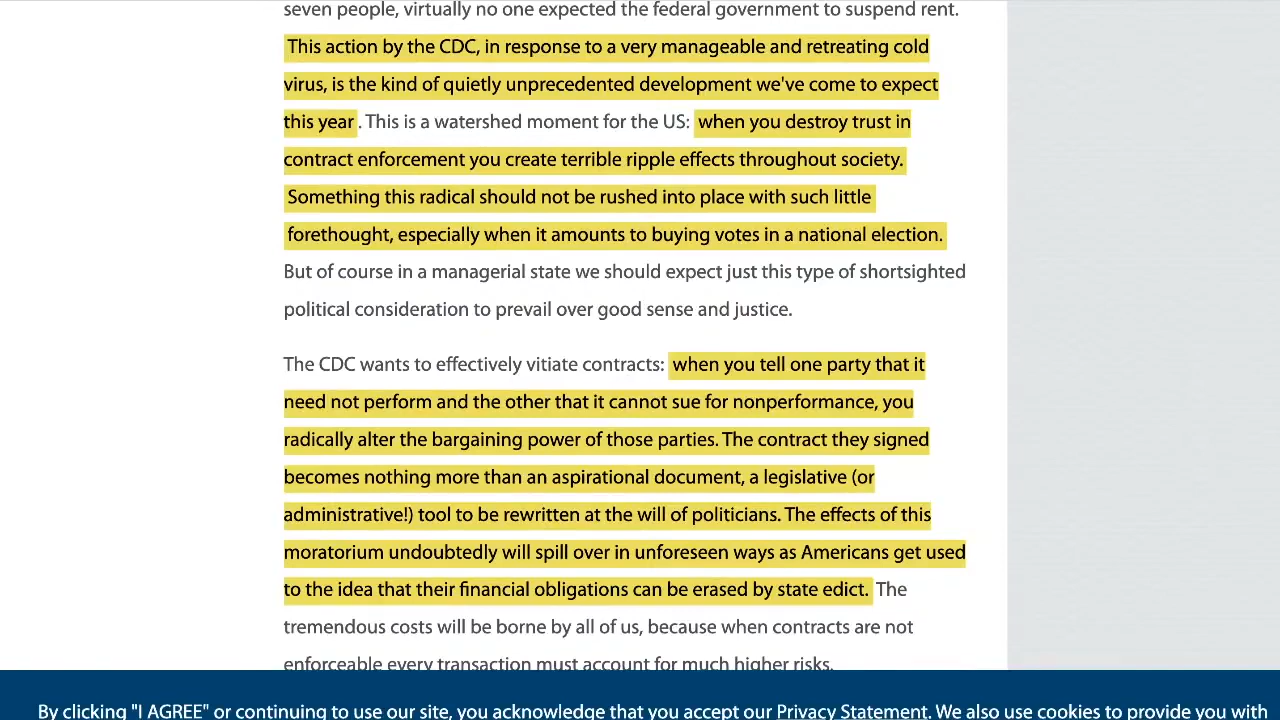 seven people, virtually no one expected the federal government to suspend rent.
This action by the CDC, in response to a very manageable and retreating cold
virus, is the kind of quietly unprecedented development we've come to expect
this year. This is a watershed moment for the US: when you destroy trust in
contract enforcement you create terrible ripple effects throughout society.
Something this radical should not be rushed into place with such little
forethought, especially when it amounts to buying votes in a national election.
But of course in a managerial state we should expect just this type of shortsighted
political consideration to prevail over good sense and justice.
The CDC wants to effectively vitiate contracts: when you tell one party that it
need not perform and the other that it cannot sue for nonperformance, you
radically alter the bargaining power of those parties. The contract they signed
becomes nothing more than an aspirational document, a legislative (or
administrative!) tool to be rewritten at the will of politicians. The effects of this
moratorium undoubtedly will spill over in unforeseen ways as Americans get used
to the idea that their financial obligations can be erased by state edict. The
tremendous costs will be borne by all of us, because when contracts are not
enforceable every transaction must account for much higher risks.
By clicking "I AGREE" or continuing to use our site, you acknowledge that you accept our Privacy Statement. We also use cookies to provide you with